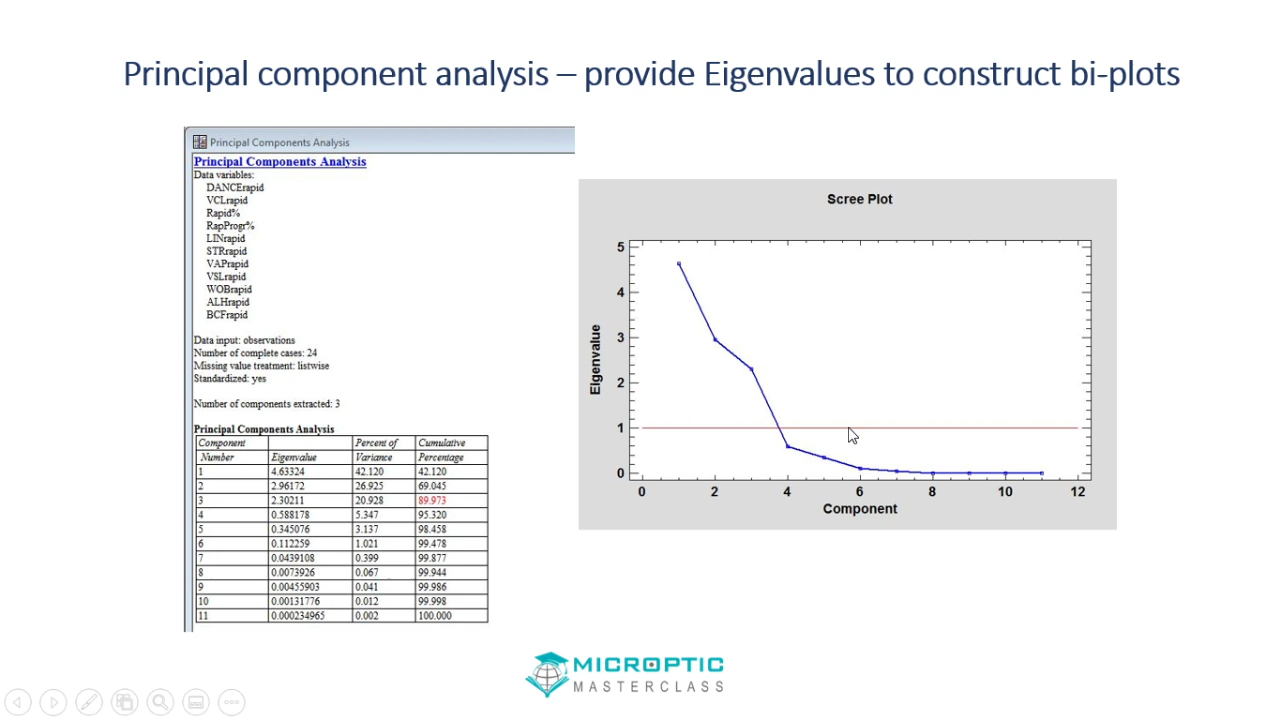 Principal component analysis – provide Eigenvalues to construct bi-plots
Principal Components Analysis
Principal Components Analysis
Data variables:
DANCErapid
VCLrapid
Rapid%
RapProgr%
LINrapid
STRrapid
VAPrapid
VSLrapid
WOBrapid
ALHrapid
BCFrapid
Data input: observations
Number of complete cases: 24
Missing value treatment: listwise
Standardized: yes
Number of components extracted: 3
Principal Components Analysis
Component Percent of Cumulative
Number Eigenvalue Variance Percentage
1 4.63324 42.120 42.120
2 2.96172 26.925 69.045
3 2.30211 20.928 89.973
4 0.588178 5.347 95.320
5 0.345076 3.137 98.458
6 0.112259 1.021 99.478
7 0.0439108 0.399 99.877
8 0.0073926 0.067 99.944
9 0.00455903 0.041 99.986
10 0.00131776 0.012 99.998
11 0.000234965 0.002 100.000
Scree Plot
5
4
3
2
1
0
Eigenvalue
0 2 4 6 8 10 12
Component
MICROPTIC
MASTERCLASS